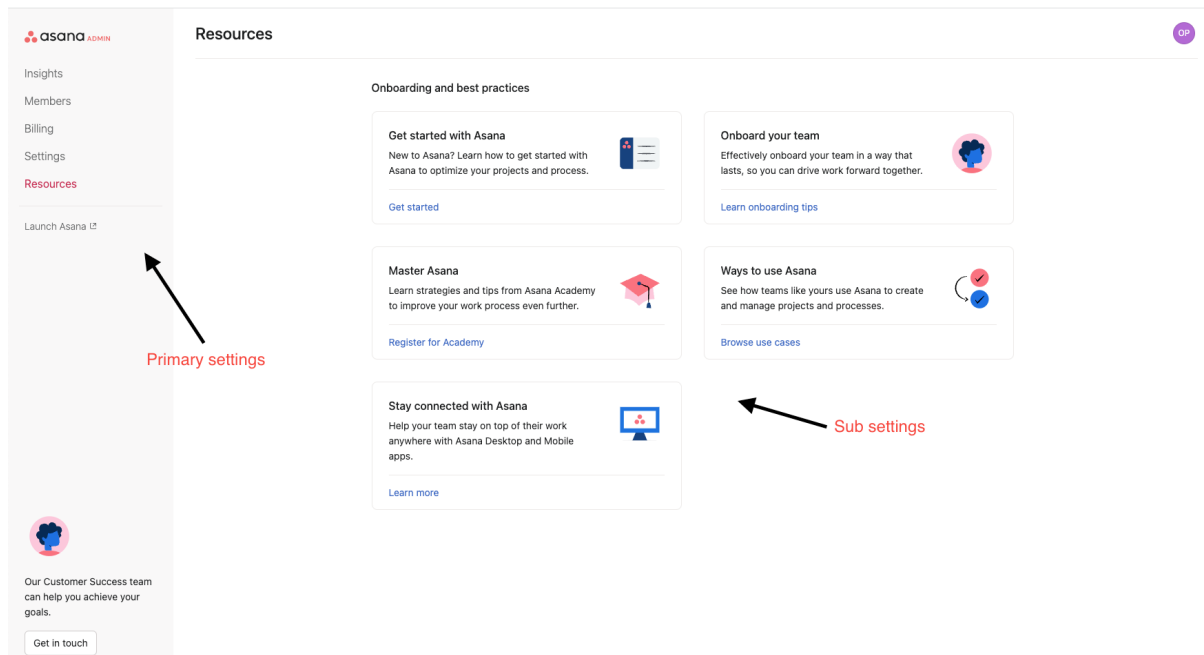 asana ADMIN
Insights
Members
Billing
Settings
Resources
Launch Asana
Primary settings
Our Customer Success team
can help you achieve your
goals.
Get in touch
Resources
OP
Onboarding and best practices
Get started with Asana
New to Asana? Learn how to get started with
Asana to optimize your projects and process.
Get started
Onboard your team
Effectively onboard your team in a way that
lasts, so you can drive work forward together.
Learn onboarding tips
Master Asana
Learn strategies and tips from Asana Academy
to improve your work process even further.
Register for Academy
Ways to use Asana
See how teams like yours use Asana to create
and manage projects and processes.
Browse use cases
Stay connected with Asana
Help your team stay on top of their work
anywhere with Asana Desktop and Mobile
apps.
Learn more
Sub settings